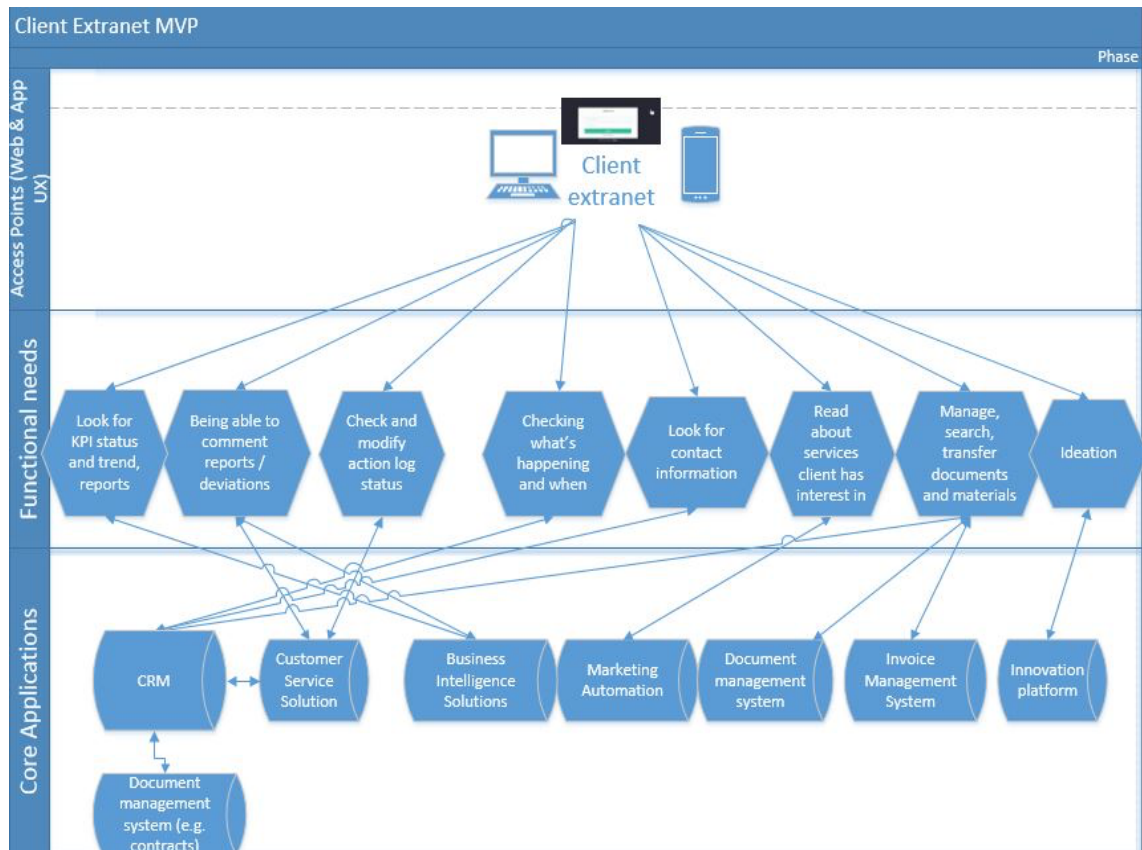 Client Extranet MVP
Phase
Access Points (Web & App
UX)
Client
extranet
Functional needs
Look for
KPI status
and trend,
reports
Being able to
comment
reports /
deviations
Check and
modify
action log
status
Checking
what's
happening
and when
Look for
contact
information
Read
about
services
client has
interest in
Manage,
search,
transfer
documents
and materials
Ideation
Core Applications
CRM
Customer
Service
Solution
Business
Intelligence
Solutions
Marketing
Automation
Document
management
system
Invoice
Management
System
Innovation
platform
Document
management
system (e.g.
contracts)